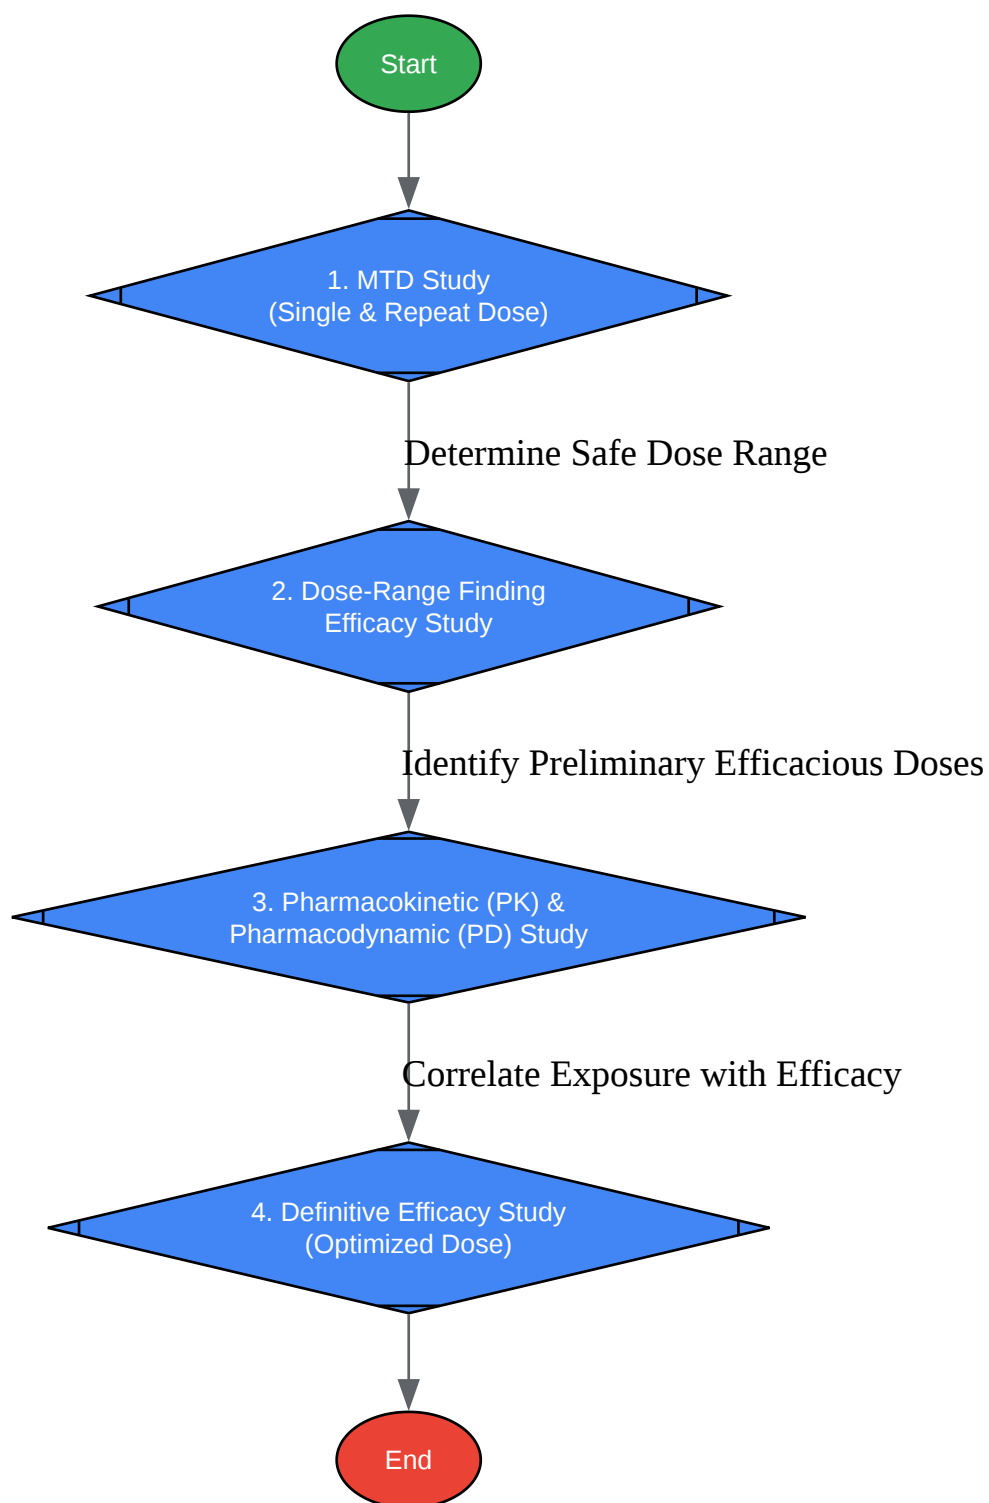 Start
1. MTD Study
(Single & Repeat Dose)
Determine Safe Dose Range
2. Dose-Range Finding
Efficacy Study
Identify Preliminary Efficacious Doses
3. Pharmacokinetic (PK) &
Pharmacodynamic (PD) Study
Correlate Exposure with Efficacy
4. Definitive Efficacy Study
(Optimized Dose)
End